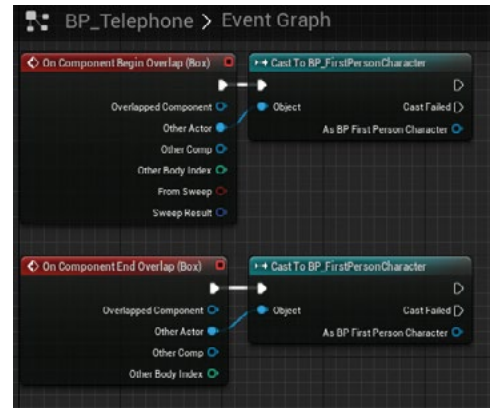 BP_Telephone > Event Graph
On Component Begin Overlap (Box)
Cast To BP_FirstPersonCharacter
Overlapped Component
Object
Cast Failed
Other Actor
As BP First Person Character
Other Comp
Other Body Index
From Sweep
Sweep Result
On Component End Overlap (Box)
Cast To BP_FirstPersonCharacter
Overlapped Component
Object
Cast Failed
Other Actor
As BP First Person Character
Other Comp
Other Body Index